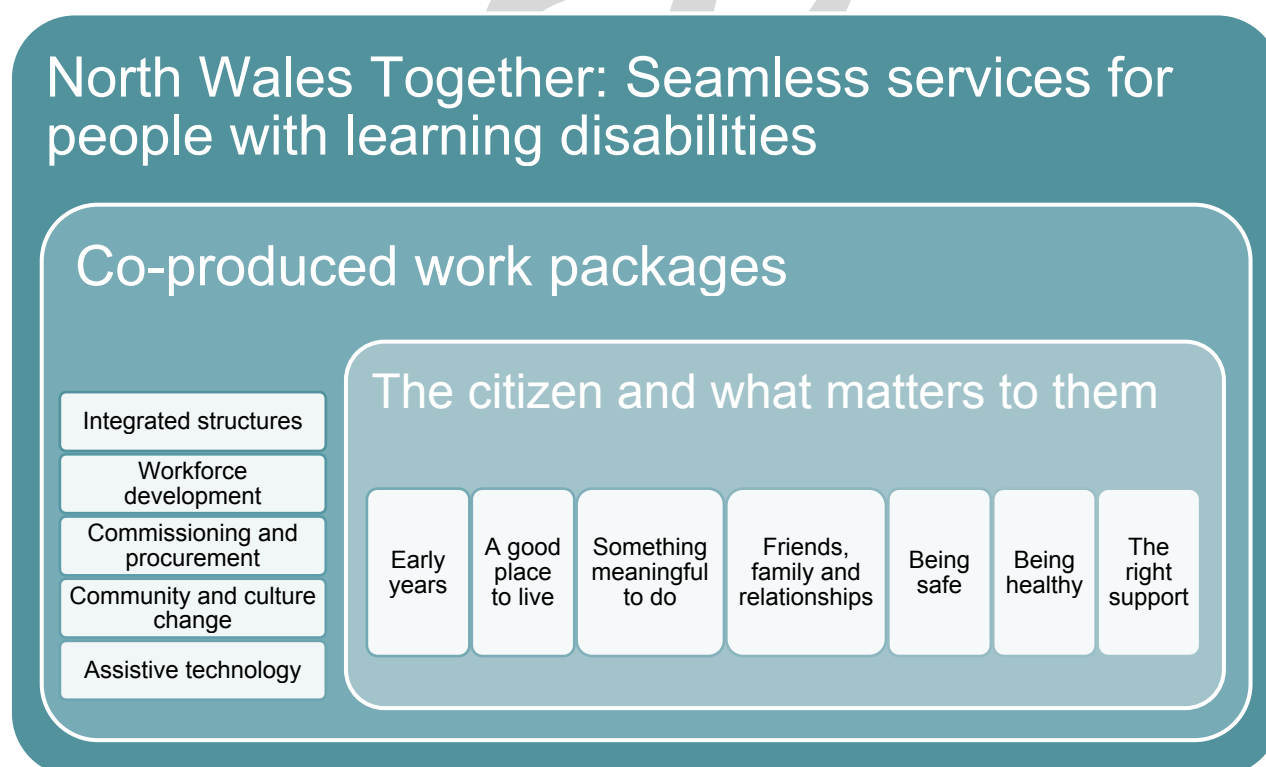 North Wales Together: Seamless services for
people with learning disabilities
Co-produced work packages
Integrated structures
Workforce
development
Commissioning and
procurement
Community and culture
change
Assistive technology
The citizen and what matters to them
Early
years
A good
place
to live
Something
meaningful
to do
Friends,
family and
relationships
Being
safe
Being
healthy
The
right
support